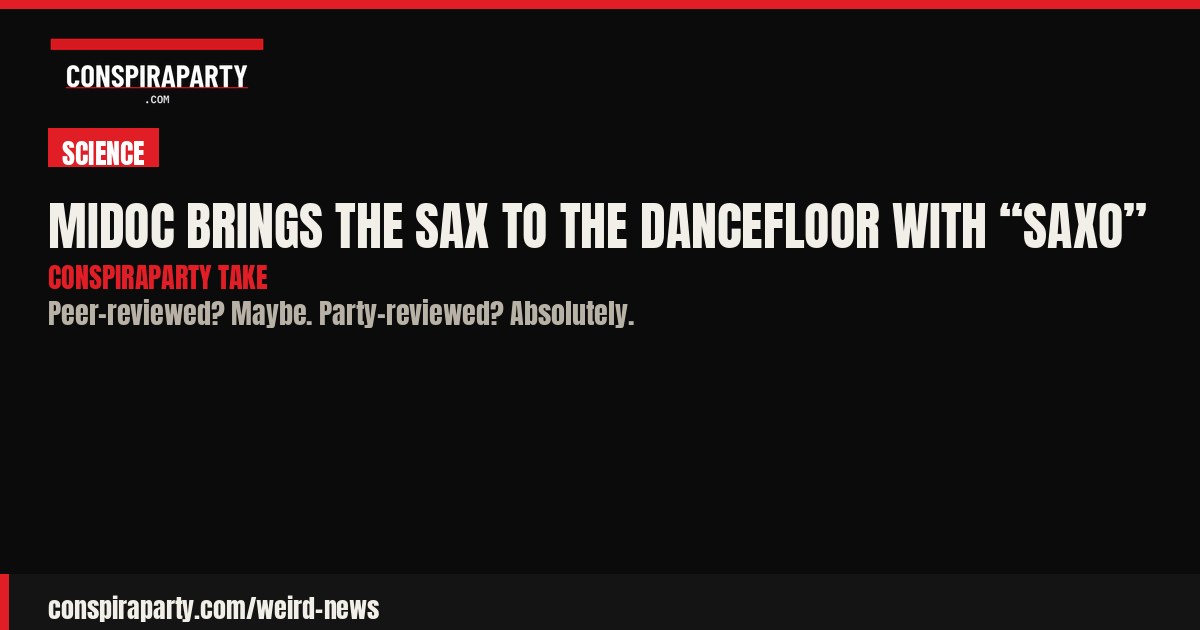 CONSPIRAPARTY
.COM
SCIENCE
MIDOC BRINGS THE SAX TO THE DANCEFLOOR WITH “SAXO”
CONSPIRAPARTY TAKE
Peer-reviewed? Maybe. Party-reviewed? Absolutely.
conspiraparty.com/weird-news